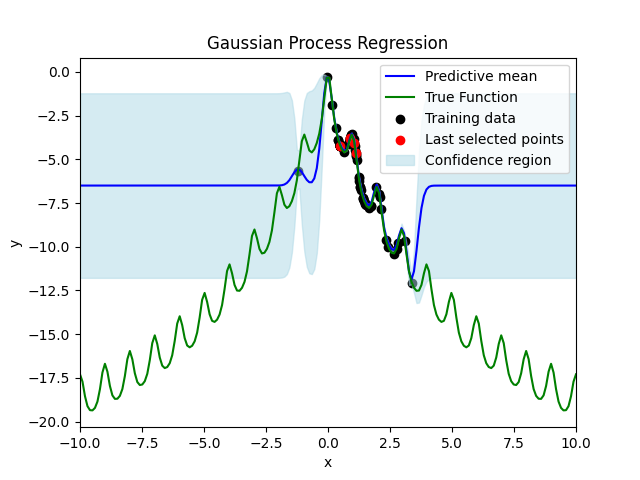 Gaussian Process Regression
Predictive mean
True Function
Training data
Last selected points
Confidence region
y
0.0
−2.5
−5.0
−7.5
−10.0
−12.5
−15.0
−17.5
−20.0
−10.0 −7.5 −5.0 −2.5 0.0 2.5 5.0 7.5 10.0
x